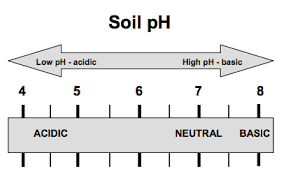 Soil pH
Low pH - acidic High pH - basic
4 5 6 7 8
ACIDIC NEUTRAL BASIC